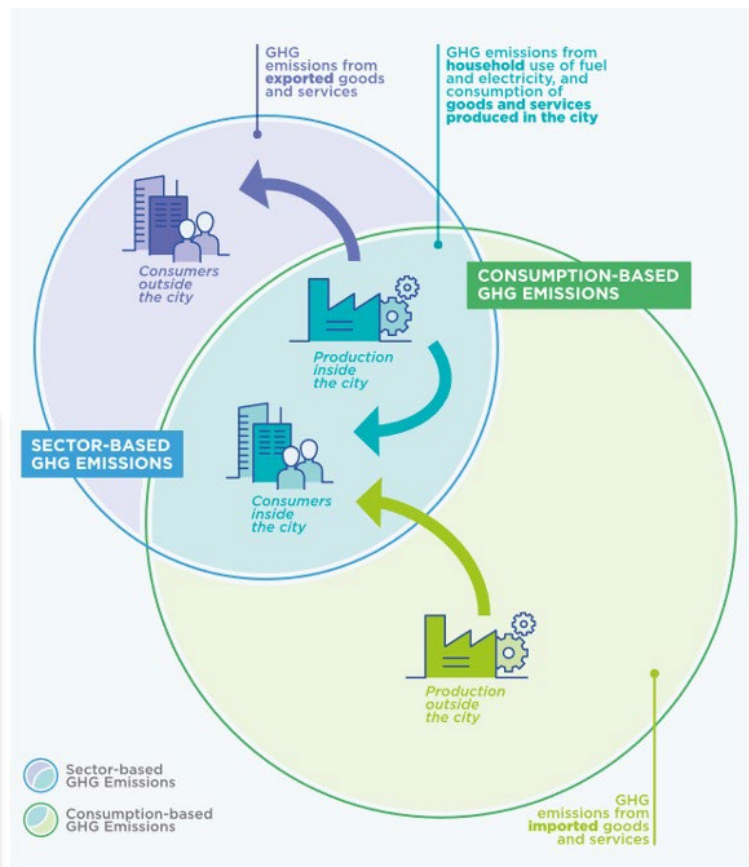 GHG
emissions from
exported goods
and services
GHG emissions from
household use of fuel
and electricity, and
consumption of
goods and services
produced in the city
Consumers
outside
the city
CONSUMPTION-BASED
GHG EMISSIONS
Production
inside
the city
SECTOR-BASED
GHG EMISSIONS
Consumers
inside
the city
Production
outside
the city
Sector-based
GHG Emissions
Consumption-based
GHG Emissions
GHG
emissions from
imported goods
and services